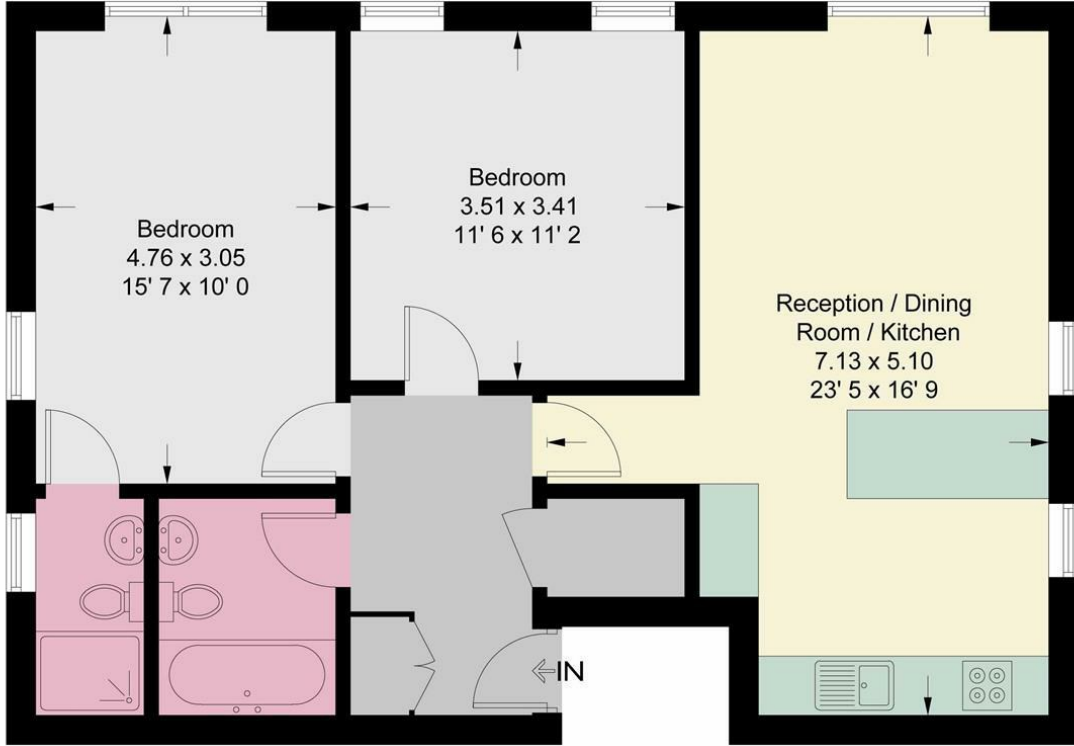 Bedroom
4.76 x 3.05
15' 7 x 10' 0
Bedroom
3.51 x 3.41
11' 6 x 11' 2
Reception / Dining
Room / Kitchen
7.13 x 5.10
23' 5 x 16' 9
IN